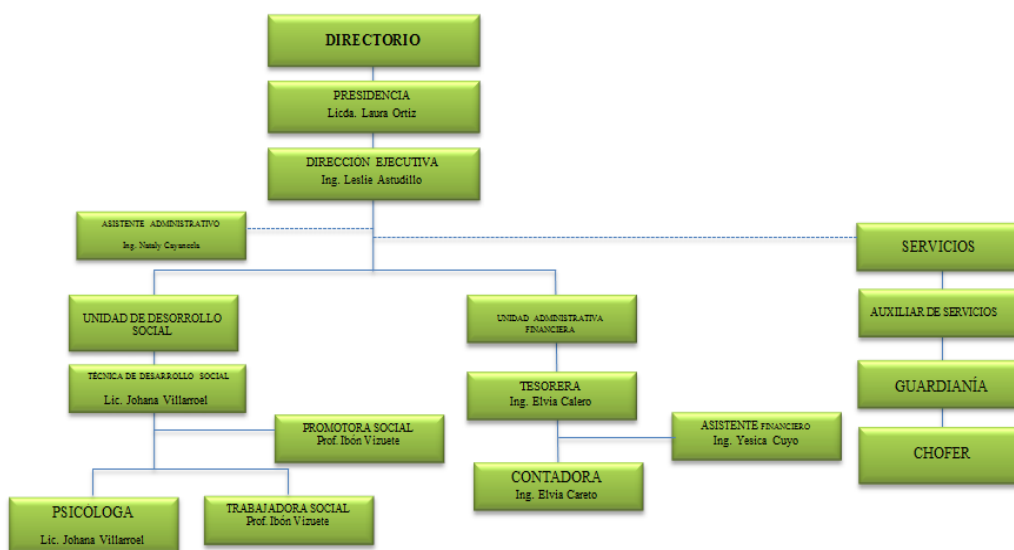 DIRECTORIO
PRESIDENCIA
Licda. Laura Ortiz
DIRECCIÓN EJECUTIVA
Ing. Leslie Astudillo
ASISTENTE ADMINISTRATIVO
Ing. Nataly Cayancela
SERVICIOS
UNIDAD DE DESORROLLO
SOCIAL
UNIDAD ADMINISTRATIVA
FINANCIERA
AUXILIAR DE SERVICIOS
TÉCNICA DE DESARROLLO SOCIAL
Lic. Johana Villarroel
TESORERA
Ing. Elvia Calero
GUARDIANÍA
PROMOTORA SOCIAL
Prof. Ibón Vizuete
ASISTENTE FINANCIERO
Ing. Yesica Cuyo
CHOFER
CONTADORA
Ing. Elvia Careto
PSICÓLOGA
Lic. Johana Villarroel
TRABAJADORA SOCIAL
Prof. Ibón Vizuete